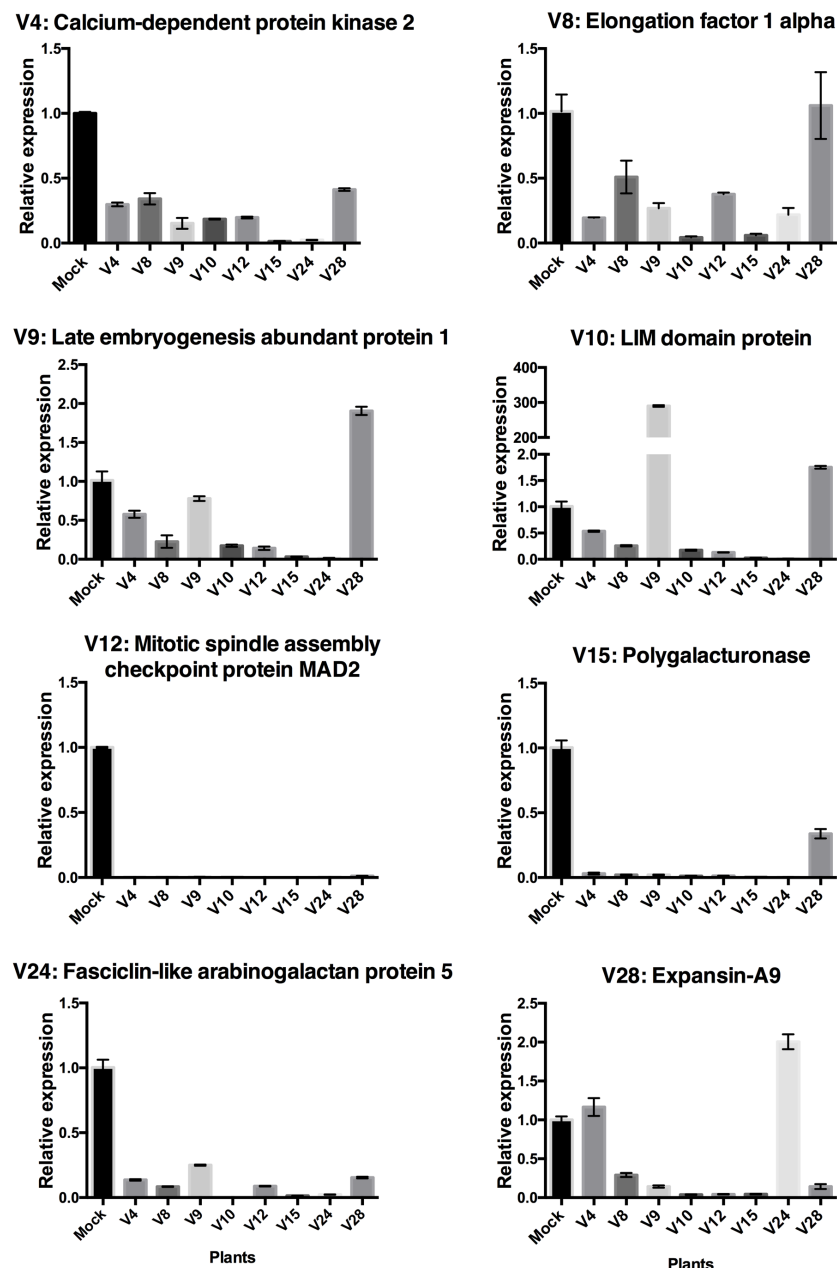 V4: Calcium-dependent protein kinase 2
Relative expression
1.5
1.0
0.5
0.0
Mock
V4
V8
V9
V10
V12
V15
V24
V28
V8: Elongation factor 1 alpha
Relative expression
1.5
1.0
0.5
0.0
Mock
V4
V8
V9
V10
V12
V15
V24
V28
V9: Late embryogenesis abundant protein 1
Relative expression
2.5
2.0
1.5
1.0
0.5
0.0
Mock
V4
V8
V9
V10
V12
V15
V24
V28
V10: LIM domain protein
Relative expression
400
300
200
2.0
1.5
1.0
0.5
0.0
Mock
V4
V8
V9
V10
V12
V15
V24
V28
V12: Mitotic spindle assembly
checkpoint protein MAD2
Relative expression
1.5
1.0
0.5
0.0
Mock
V4
V8
V9
V10
V12
V15
V24
V28
V15: Polygalacturonase
Relative expression
1.5
1.0
0.5
0.0
Mock
V4
V8
V9
V10
V12
V15
V24
V28
V24: Fasciclin-like arabinogalactan protein 5
Relative expression
1.5
1.0
0.5
0.0
Mock
V4
V8
V9
V10
V12
V15
V24
V28
Plants
V28: Expansin-A9
Relative expression
2.5
2.0
1.5
1.0
0.5
0.0
Mock
V4
V8
V9
V10
V12
V15
V24
V28
Plants